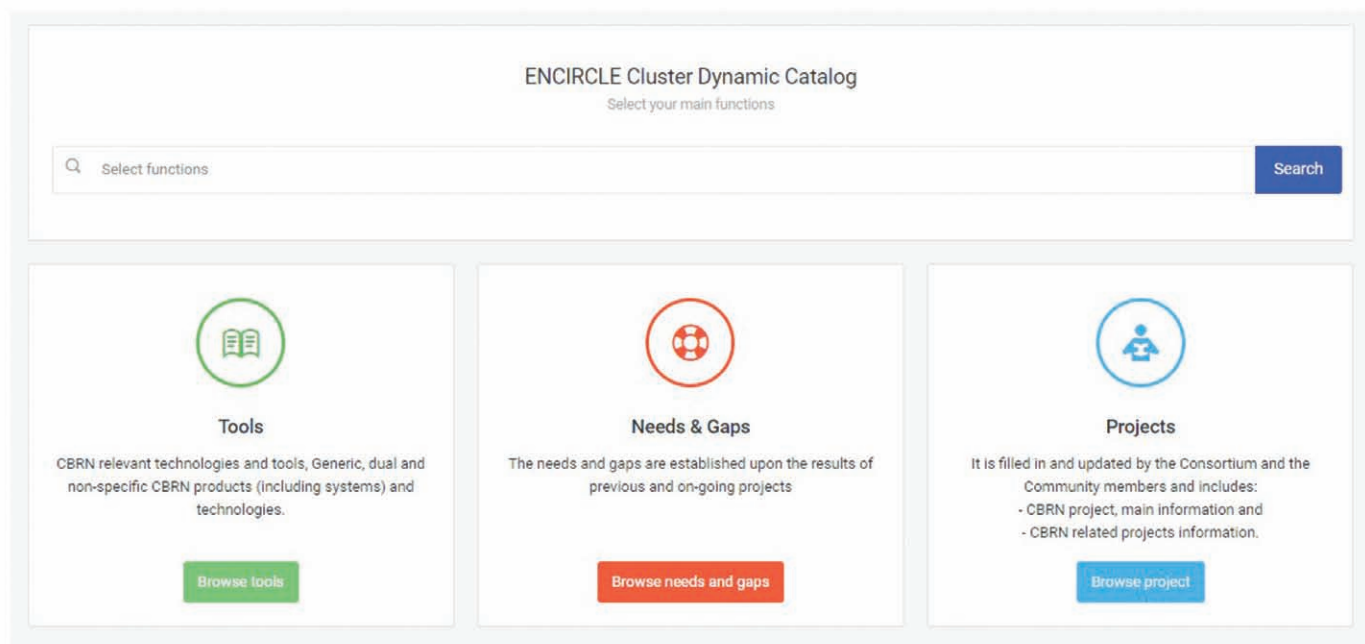 ENCIRCLE Cluster Dynamic Catalog
Select your main functions
Select functions
Search
Tools
CBRN relevant technologies and tools, Generic, dual and
non-specific CBRN products (including systems) and
technologies.
Browse tools
Needs & Gaps
The needs and gaps are established upon the results of
previous and on-going projects
Browse needs and gaps
Projects
It is filled in and updated by the Consortium and the
Community members and includes:
- CBRN project, main information and
- CBRN related projects information.
Browse project